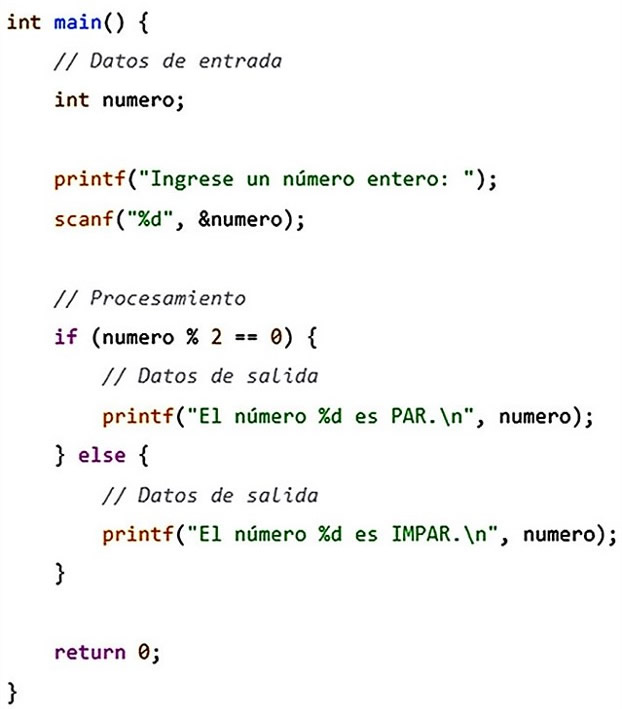 int main() {
    // Datos de entrada
    int numero;
    printf("Ingrese un número entero: ");
    scanf("%d", &numero);
    // Procesamiento
    if (numero % 2 == 0) {
        // Datos de salida
        printf("El número %d es PAR.\n", numero);
    } else {
        // Datos de salida
        printf("El número %d es IMPAR.\n", numero);
    }
    return 0;
}